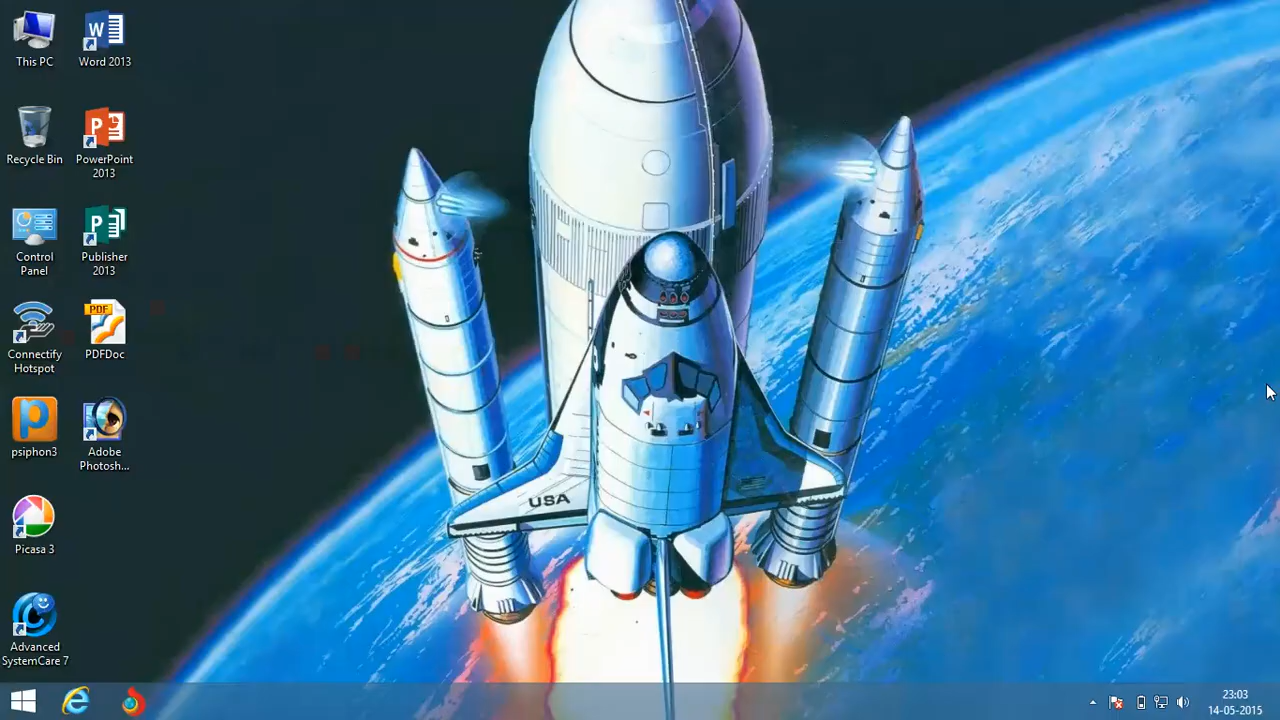 This PC
Word 2013
Recycle Bin
PowerPoint
2013
Control
Panel
Publisher
2013
PDF
Connectify
Hotspot
PDFDoc
psiphon3
Adobe
Photosh...
Picasa 3
Advanced
SystemCare 7
USA
23:03
14-05-2015